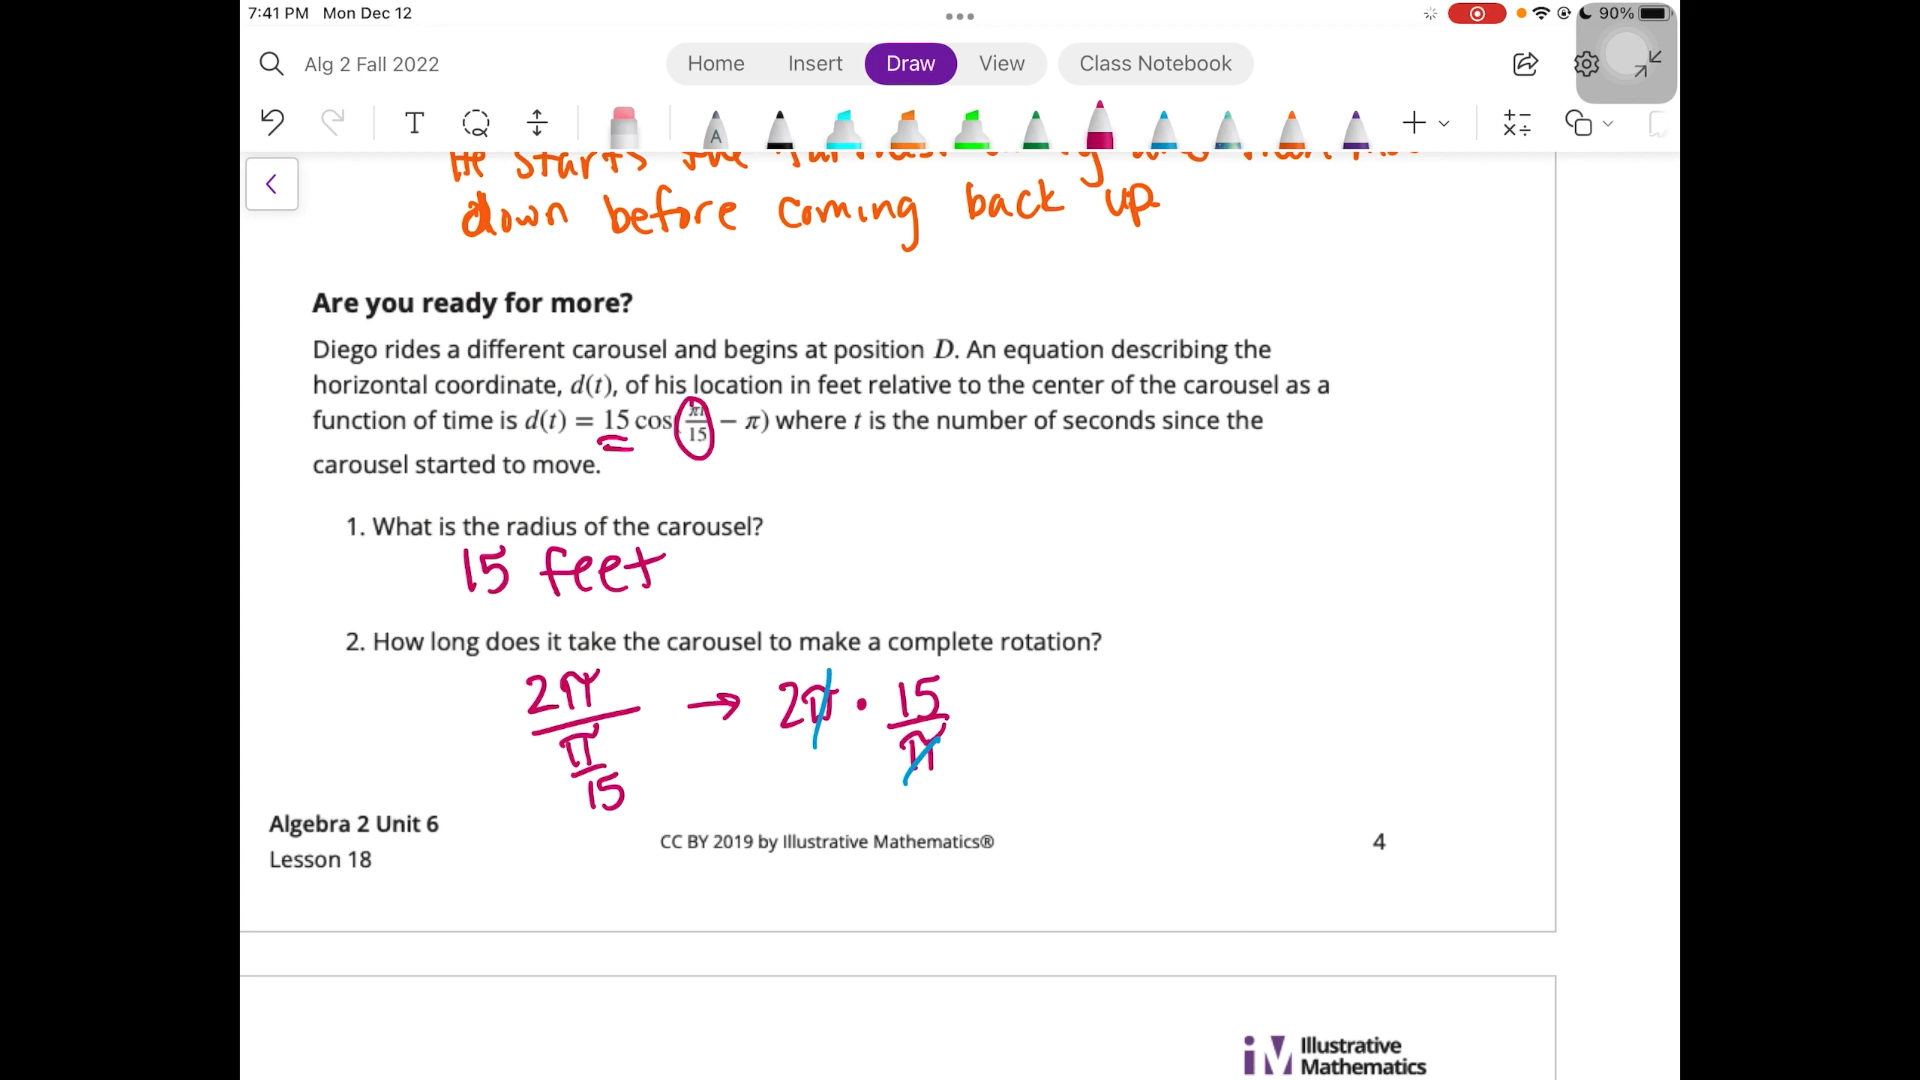 7:41 PM Mon Dec 12
90%
Alg 2 Fall 2022
Home Insert Draw View Class Notebook
T
A
He starts the
down before coming back up
Are you ready for more?
Diego rides a different carousel and begins at position D. An equation describing the
horizontal coordinate, d(t), of his location in feet relative to the center of the carousel as a
function of time is d(t) = 15 cos(πt/15 − π) where t is the number of seconds since the
carousel started to move.
1. What is the radius of the carousel?
15 feet
2. How long does it take the carousel to make a complete rotation?
2π/(π/15) → 2π · 15/π
Algebra 2 Unit 6
Lesson 18
CC BY 2019 by Illustrative Mathematics®
4
Illustrative
Mathematics